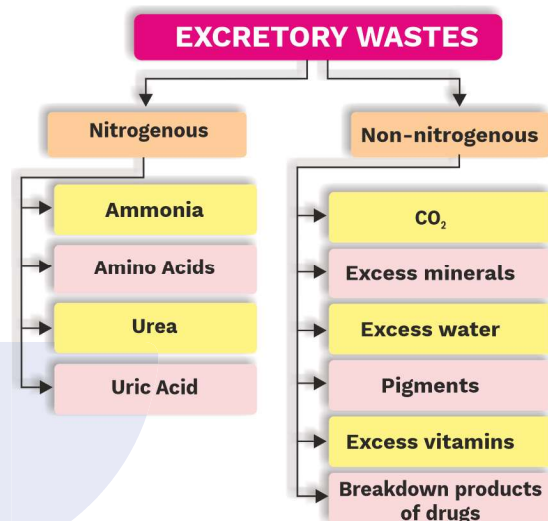 EXCRETORY WASTES
Nitrogenous
Ammonia
Amino Acids
Urea
Uric Acid
Non-nitrogenous
CO₂
Excess minerals
Excess water
Pigments
Excess vitamins
Breakdown products
of drugs